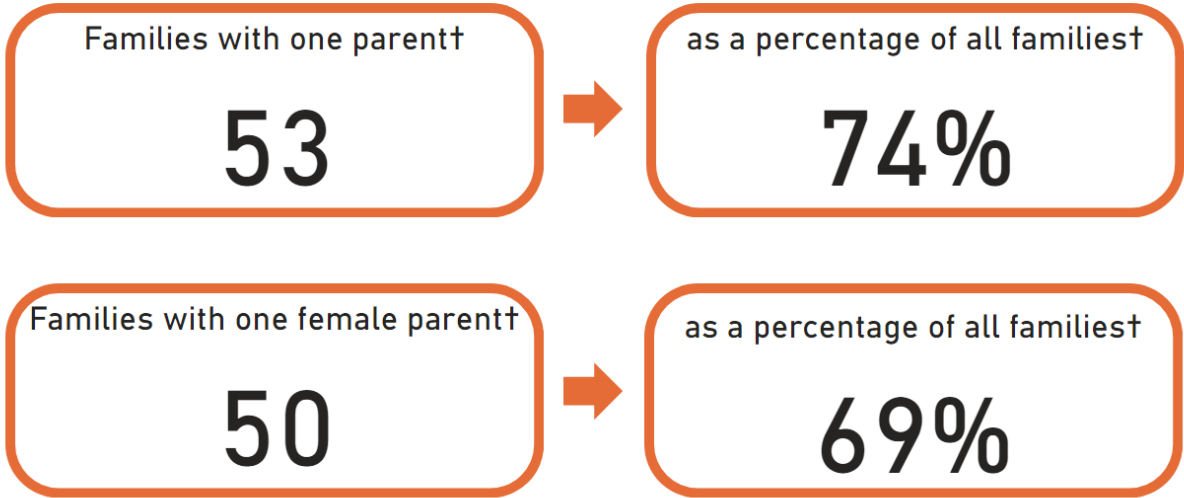 Families with one parent†
as a percentage of all families†
53
74%
Families with one female parent†
as a percentage of all families†
50
69%